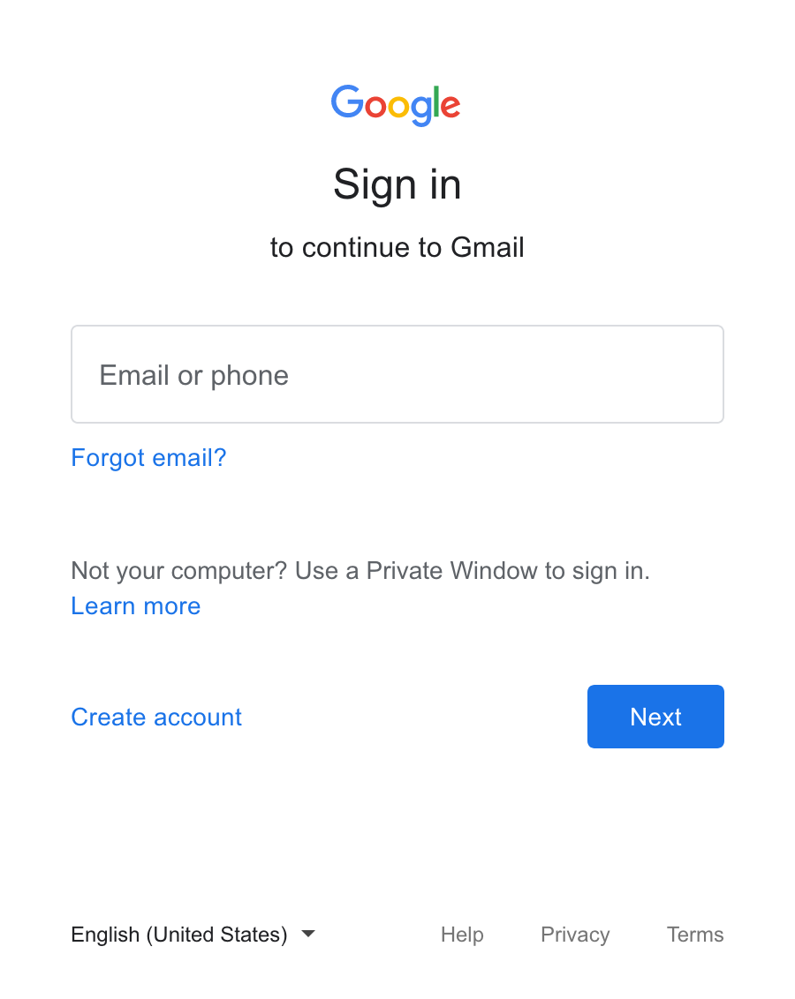 Google
Sign in
to continue to Gmail
Email or phone
Forgot email?
Not your computer? Use a Private Window to sign in.
Learn more
Create account
Next
English (United States)
Help
Privacy
Terms